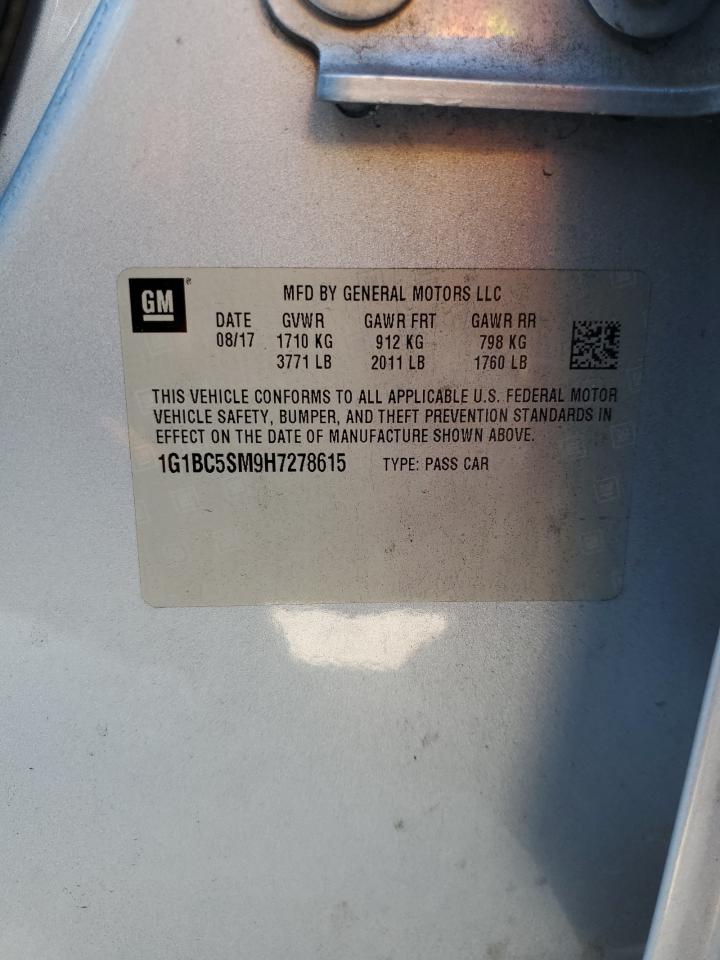 GM
MFD BY GENERAL MOTORS LLC
DATE GVWR GAWR FRT GAWR RR
08/17 1710 KG 912 KG 798 KG
3771 LB 2011 LB 1760 LB
THIS VEHICLE CONFORMS TO ALL APPLICABLE U.S. FEDERAL MOTOR
VEHICLE SAFETY, BUMPER, AND THEFT PREVENTION STANDARDS IN
EFFECT ON THE DATE OF MANUFACTURE SHOWN ABOVE.
1G1BC5SM9H7278615 TYPE: PASS CAR